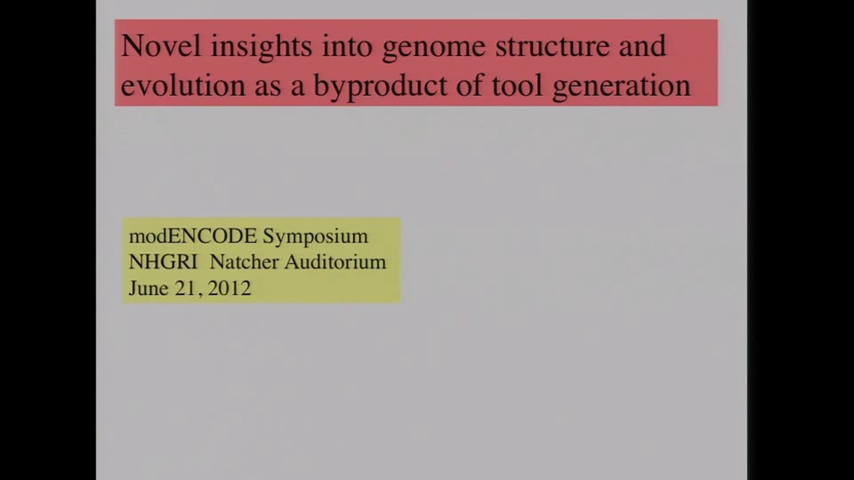 Novel insights into genome structure and
evolution as a byproduct of tool generation
modENCODE Symposium
NHGRI  Natcher Auditorium
June 21, 2012